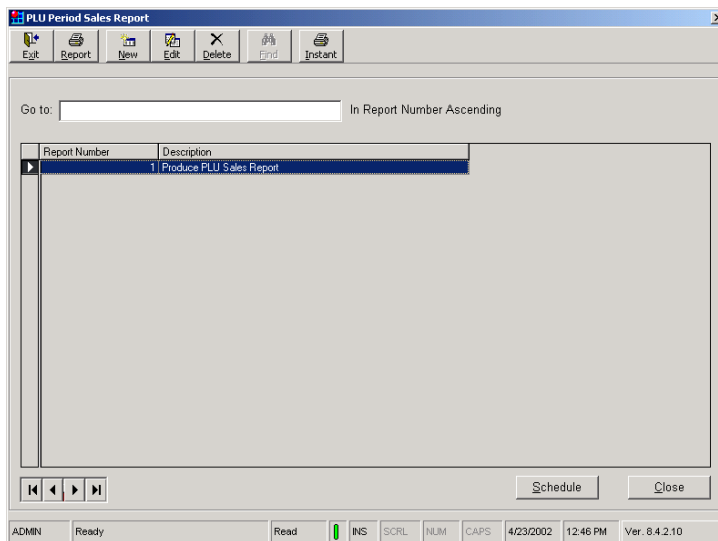 PLU Period Sales Report
Exit Report New Edit Delete Find Instant
Go to: In Report Number Ascending
Report Number Description
1 Produce PLU Sales Report
Schedule Close
ADMIN Ready Read INS SCRL NUM CAPS 4/23/2002 12:46 PM Ver. 8.4.2.10